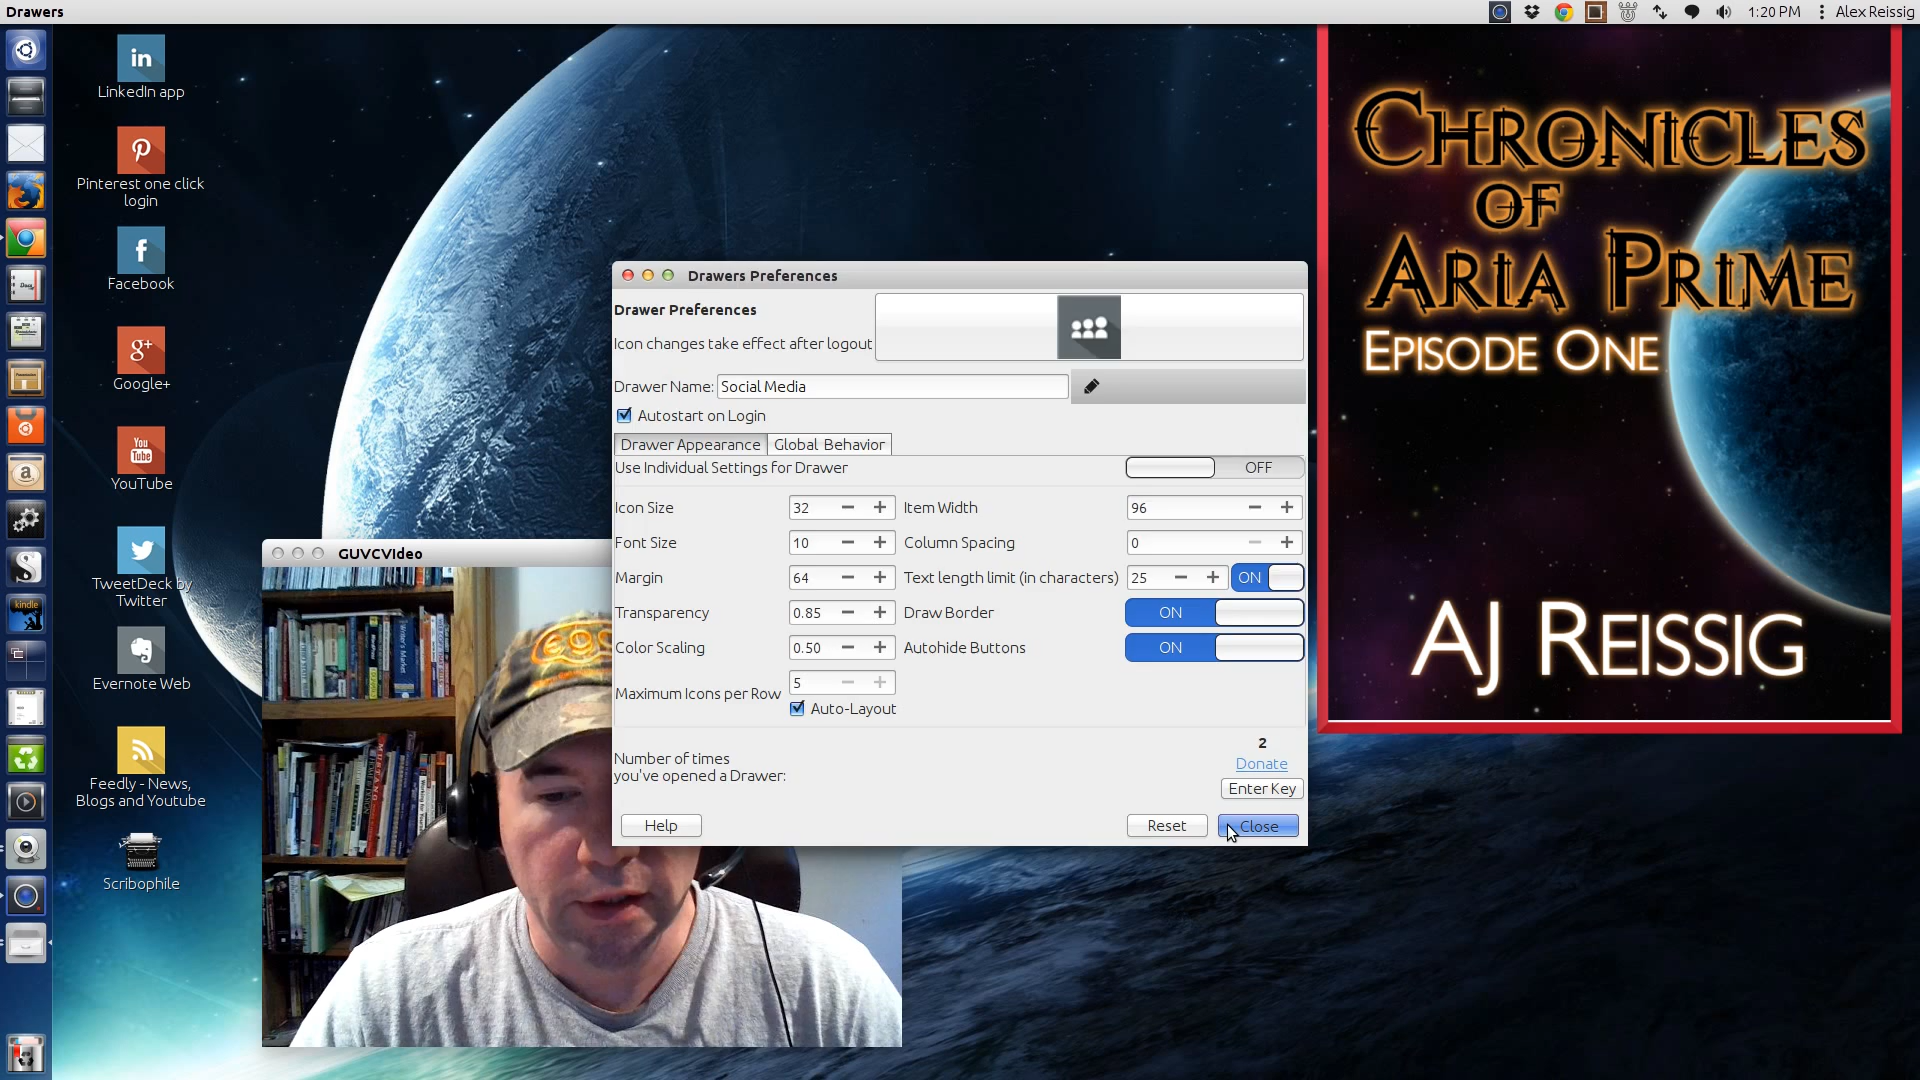 Drawers
1:20 PM
Alex Reissig
LinkedIn app
Pinterest one click
login
Facebook
Google+
You
Tube
YouTube
TweetDeck by
Twitter
Evernote Web
Feedly - News,
Blogs and Youtube
Scribophile
kindle
GUVCVIdeo
Drawers Preferences
Drawer Preferences
Icon changes take effect after logout
Drawer Name: Social Media
Autostart on Login
Drawer Appearance Global Behavior
Use Individual Settings for Drawer OFF
Icon Size 32 Item Width 96
Font Size 10 Column Spacing 0
Margin 64 Text length limit (in characters) 25 ON
Transparency 0.85 Draw Border ON
Color Scaling 0.50 Autohide Buttons ON
Maximum Icons per Row 5
Auto-Layout
Number of times
you've opened a Drawer:
2
Donate
Enter Key
Help Reset Close
Chronicles
of
Aria Prime
Episode One
AJ Reissig